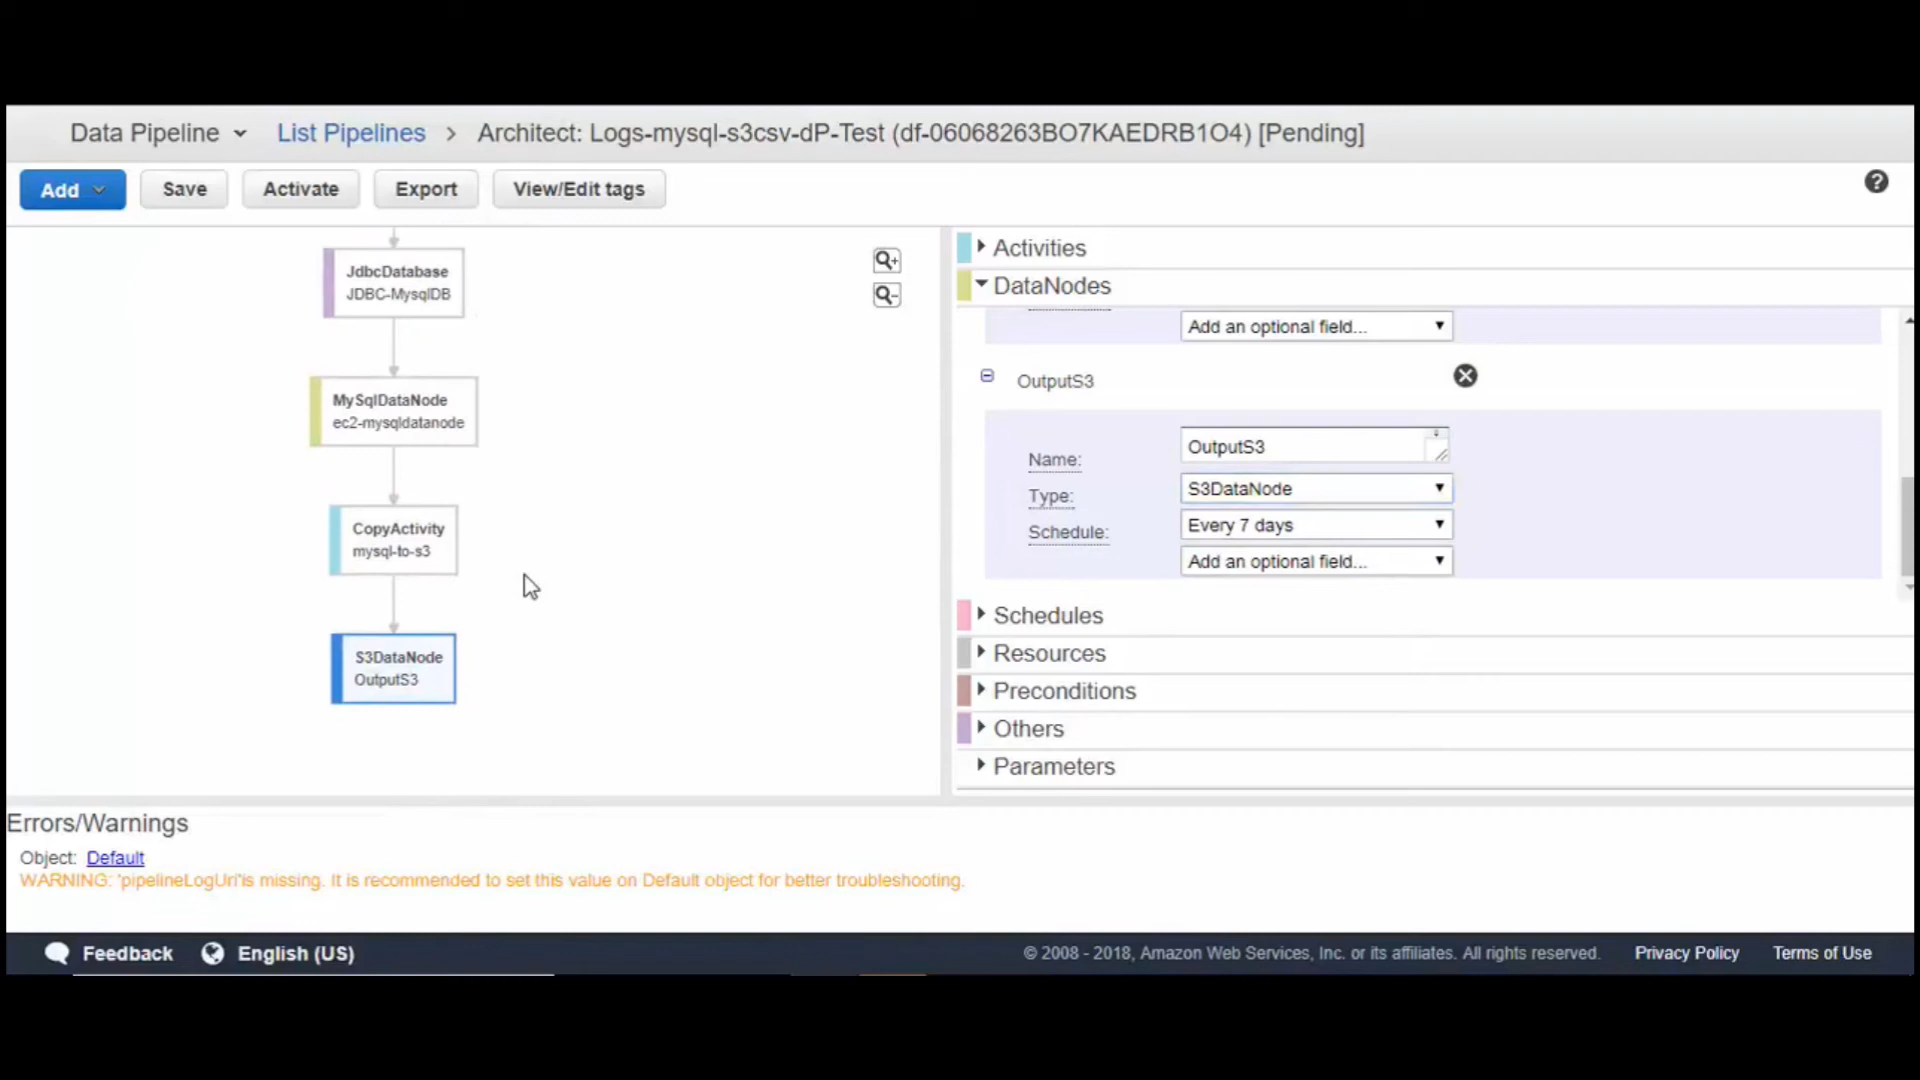 Data Pipeline List Pipelines > Architect: Logs-mysql-s3csv-dP-Test (df-06068263BO7KAEDRB1O4) [Pending]
Add Save Activate Export View/Edit tags
JdbcDatabase
JDBC-MysqlDB
MySqlDataNode
ec2-mysqldatanode
CopyActivity
mysql-to-s3
S3DataNode
OutputS3
Activities
DataNodes
Add an optional field...
OutputS3
Name: OutputS3
Type: S3DataNode
Schedule: Every 7 days
Add an optional field...
Schedules
Resources
Preconditions
Others
Parameters
Errors/Warnings
Object: Default
WARNING: 'pipelineLogUri'is missing. It is recommended to set this value on Default object for better troubleshooting.
Feedback English (US) © 2008 - 2018, Amazon Web Services, Inc. or its affiliates. All rights reserved. Privacy Policy Terms of Use